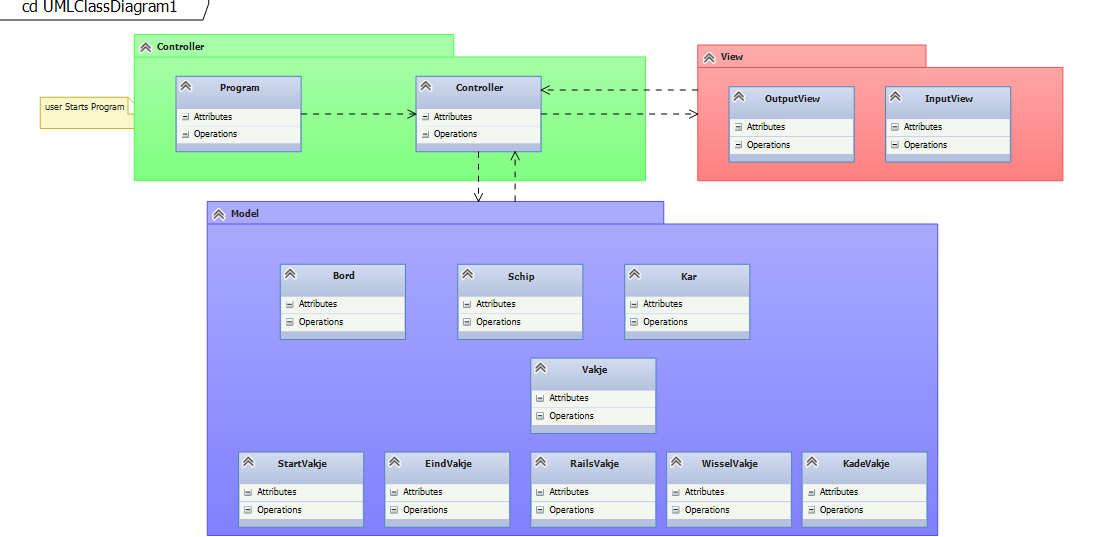 cd UMLClassDiagram1
Controller
user Starts Program
Program
Attributes
Operations
Controller
Attributes
Operations
View
OutputView
Attributes
Operations
InputView
Attributes
Operations
Model
Bord
Attributes
Operations
Schip
Attributes
Operations
Kar
Attributes
Operations
Vakje
Attributes
Operations
StartVakje
Attributes
Operations
EindVakje
Attributes
Operations
RailsVakje
Attributes
Operations
WisselVakje
Attributes
Operations
KadeVakje
Attributes
Operations